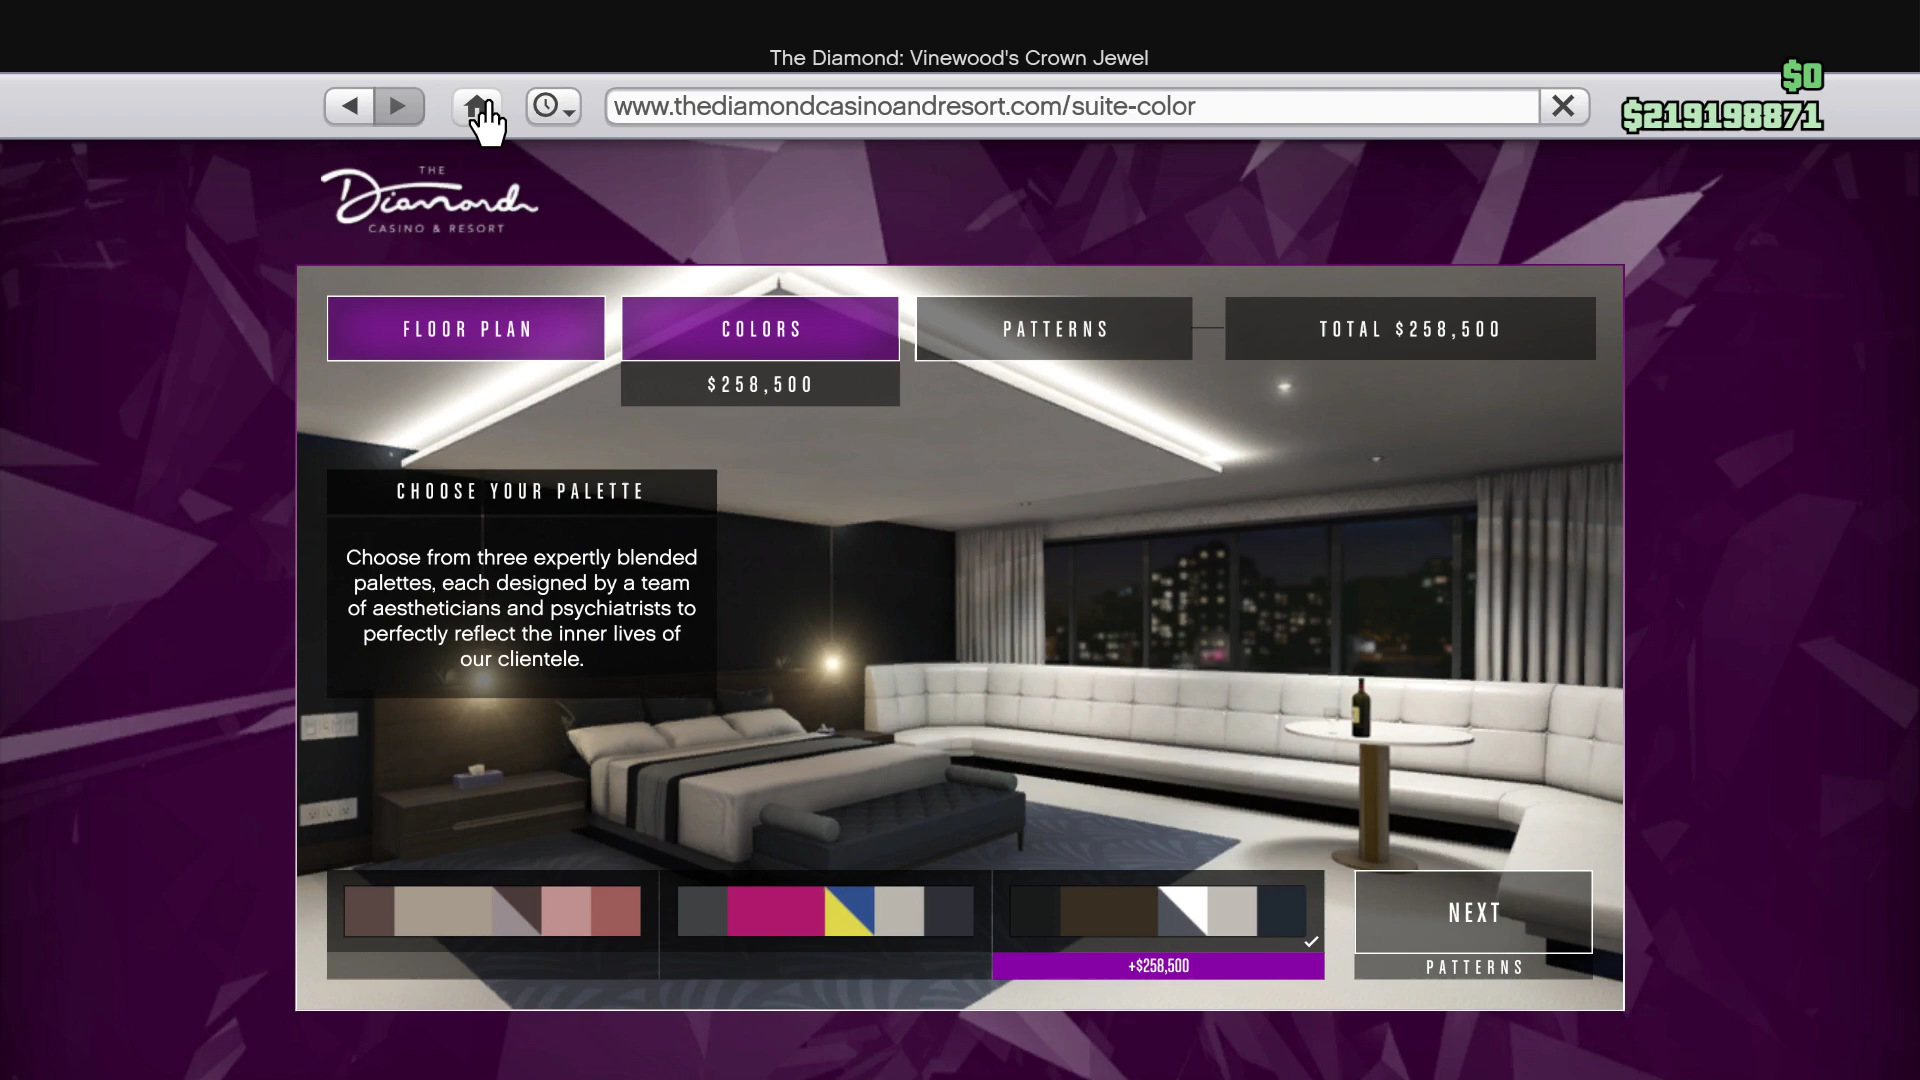 The Diamond: Vinewood's Crown Jewel
$0
www.thediamondcasinoandresort.com/suite-color
$219198871
THE
Diamond
CASINO & RESORT
FLOOR PLAN
COLORS
PATTERNS
TOTAL $258,500
$258,500
CHOOSE YOUR PALETTE
Choose from three expertly blended
palettes, each designed by a team
of aestheticians and psychiatrists to
perfectly reflect the inner lives of
our clientele.
NEXT
+$258,500
PATTERNS